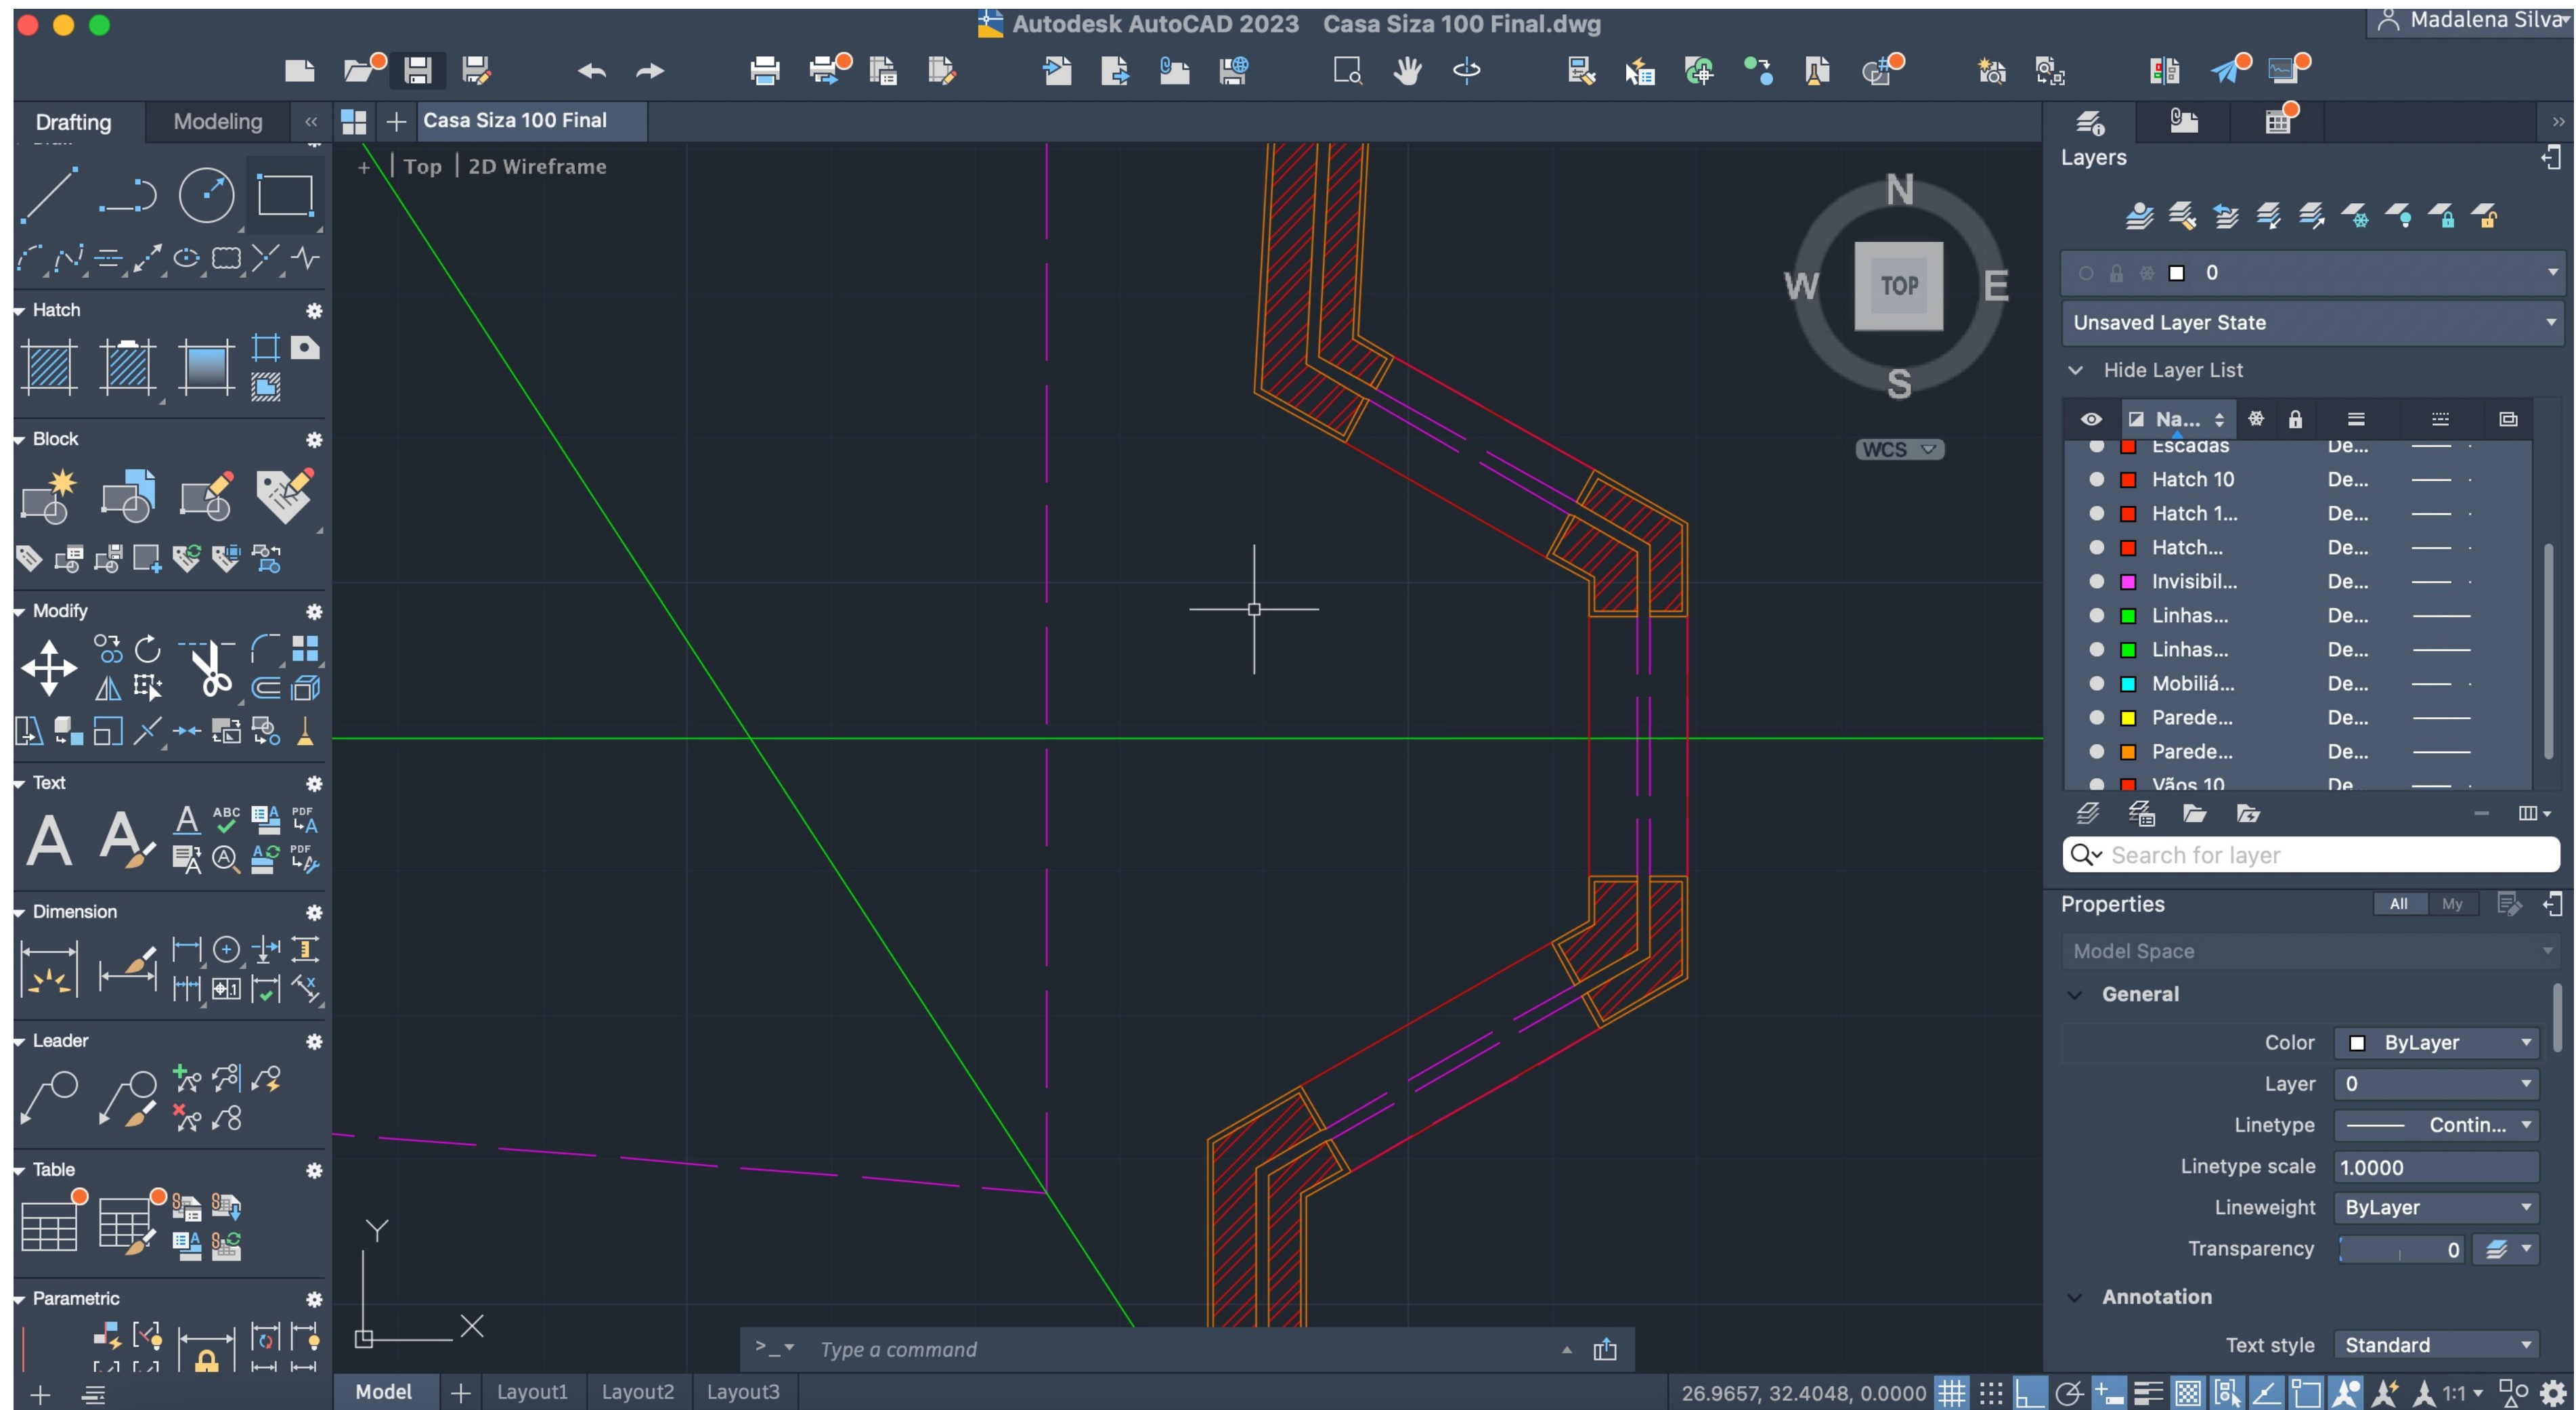 Autodesk AutoCAD 2023 Casa Siza 100 Final.dwg
Madalena Silva
Drafting Modeling
Casa Siza 100 Final
+ | Top | 2D Wireframe
Hatch
Block
Modify
Text
ABC
A
PDF
A
Dimension
Leader
Table
Parametric
N
W TOP E
S
WCS
Y
X
>_ Type a command
Model + Layout1 Layout2 Layout3
26.9657, 32.4048, 0.0000
1:1
Layers
0
Unsaved Layer State
Hide Layer List
Na...
Escadas De...
Hatch 10 De...
Hatch 1... De...
Hatch... De...
Invisibil... De...
Linhas... De...
Linhas... De...
Mobiliá... De...
Parede... De...
Parede... De...
Vãos 10 De...
Search for layer
Properties All My
Model Space
General
Color ByLayer
Layer 0
Linetype Contin...
Linetype scale 1.0000
Lineweight ByLayer
Transparency 0
Annotation
Text style Standard